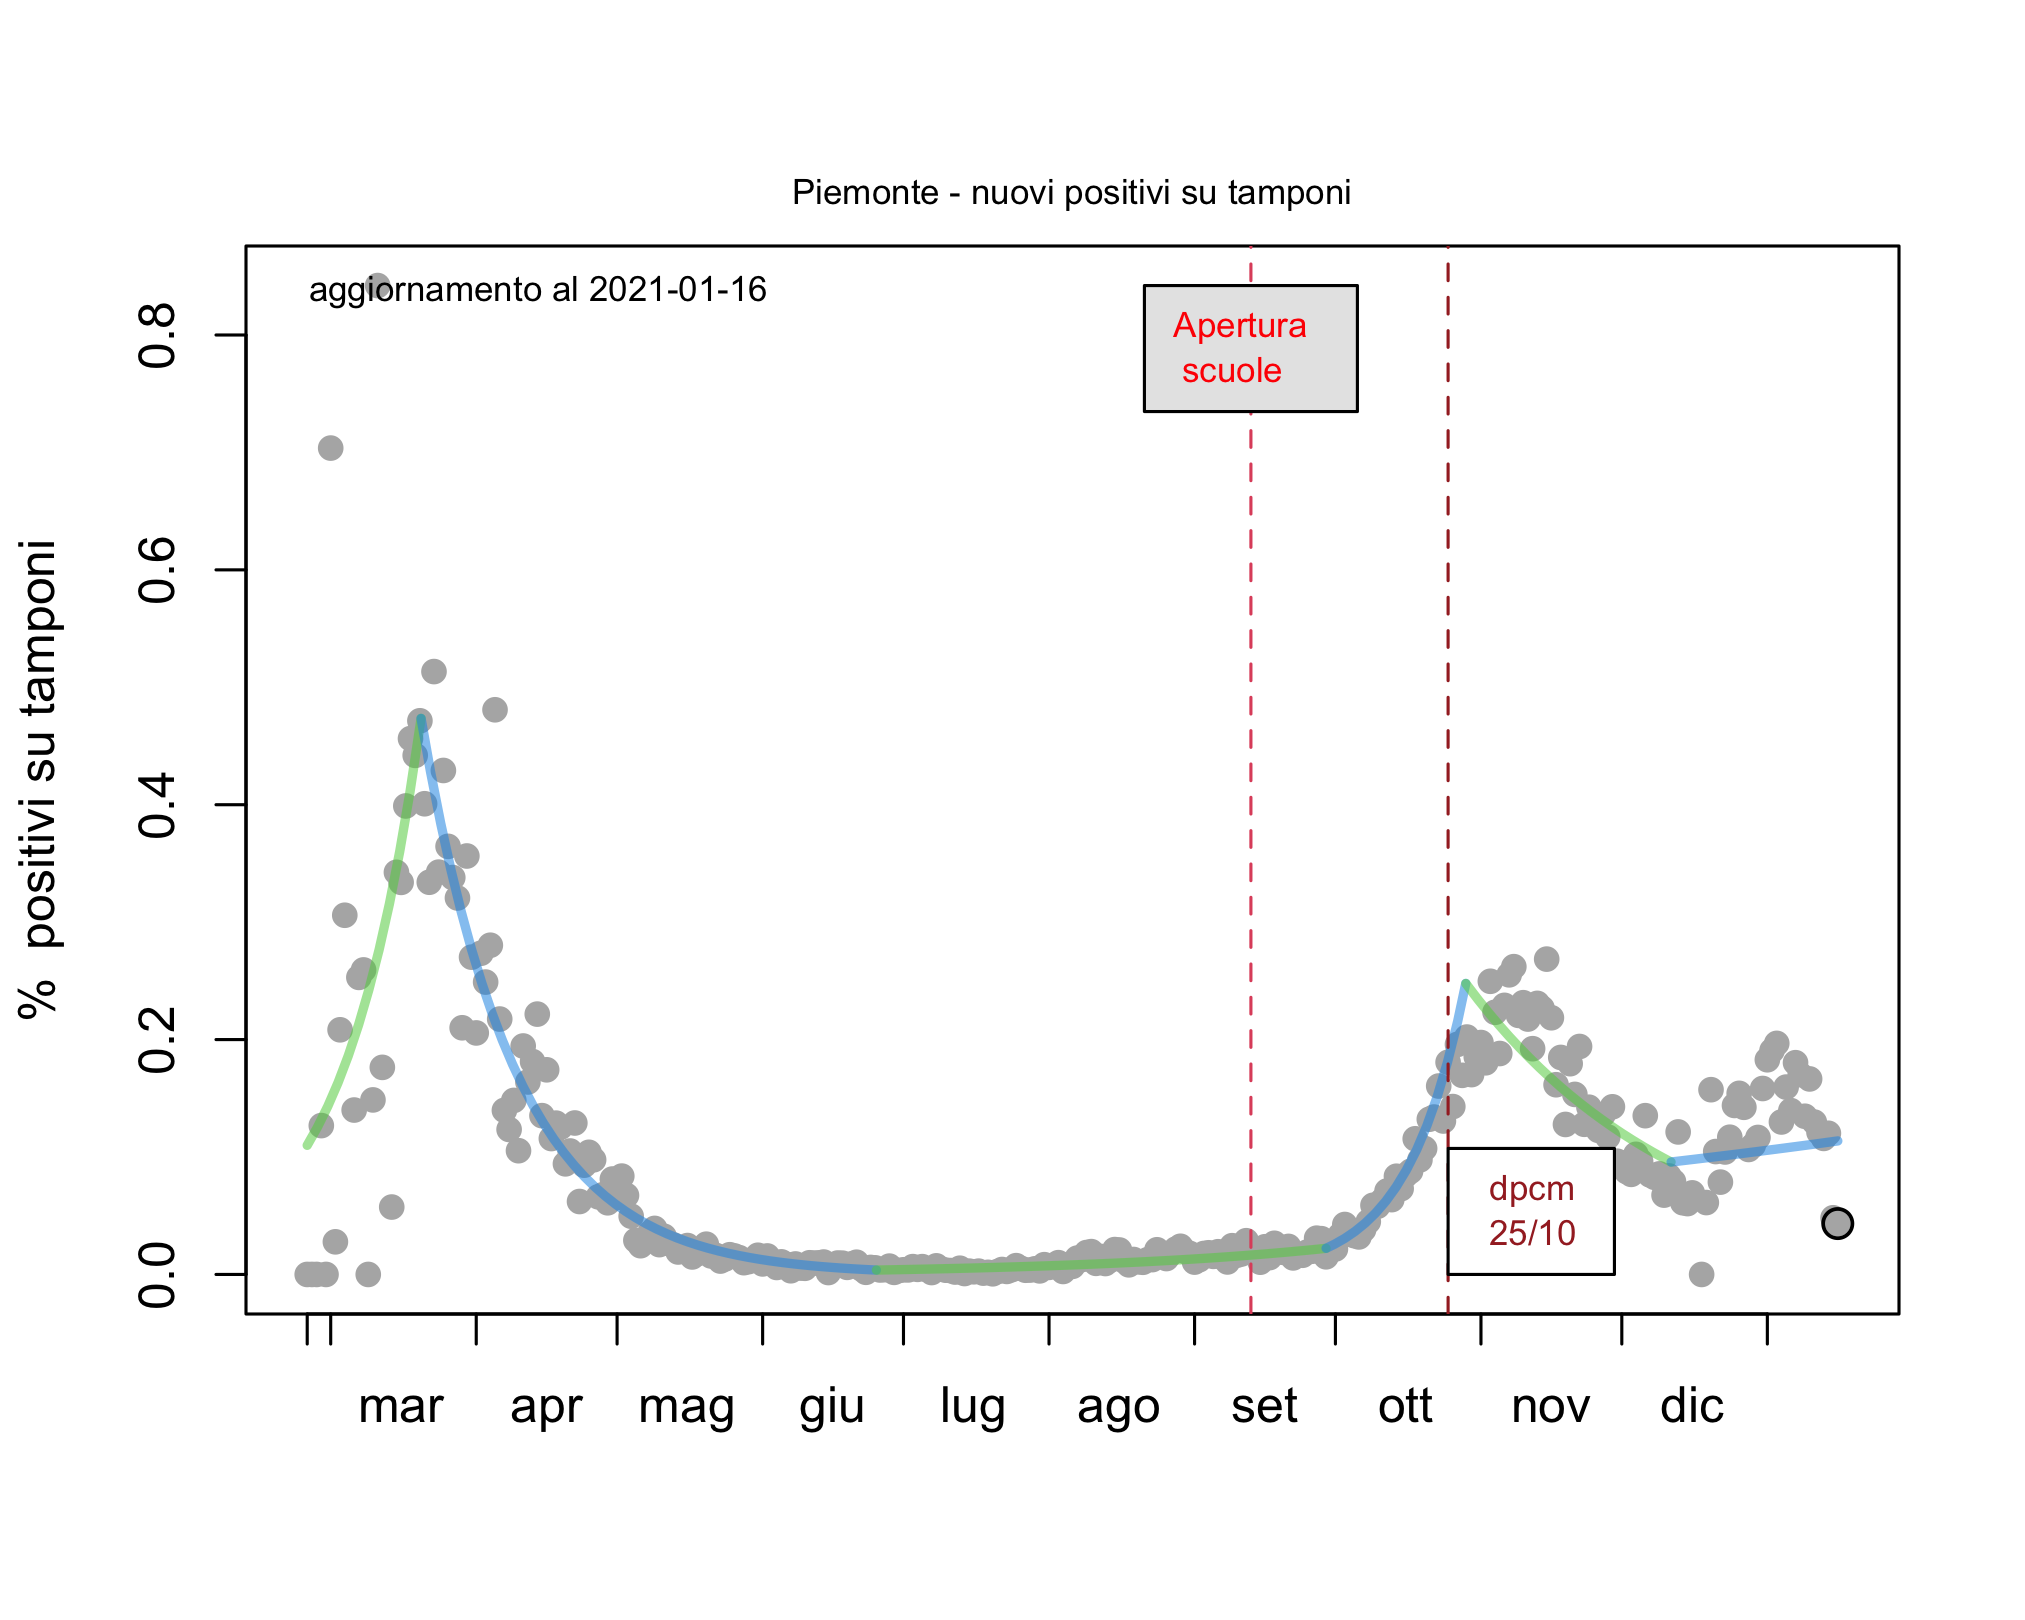 Piemonte - nuovi positivi su tamponi
aggiornamento al 2021-01-16
Apertura
scuole
% positivi su tamponi
0.8
0.6
0.4
0.2
0.0
dpcm
25/10
mar apr mag giu lug ago set ott nov dic